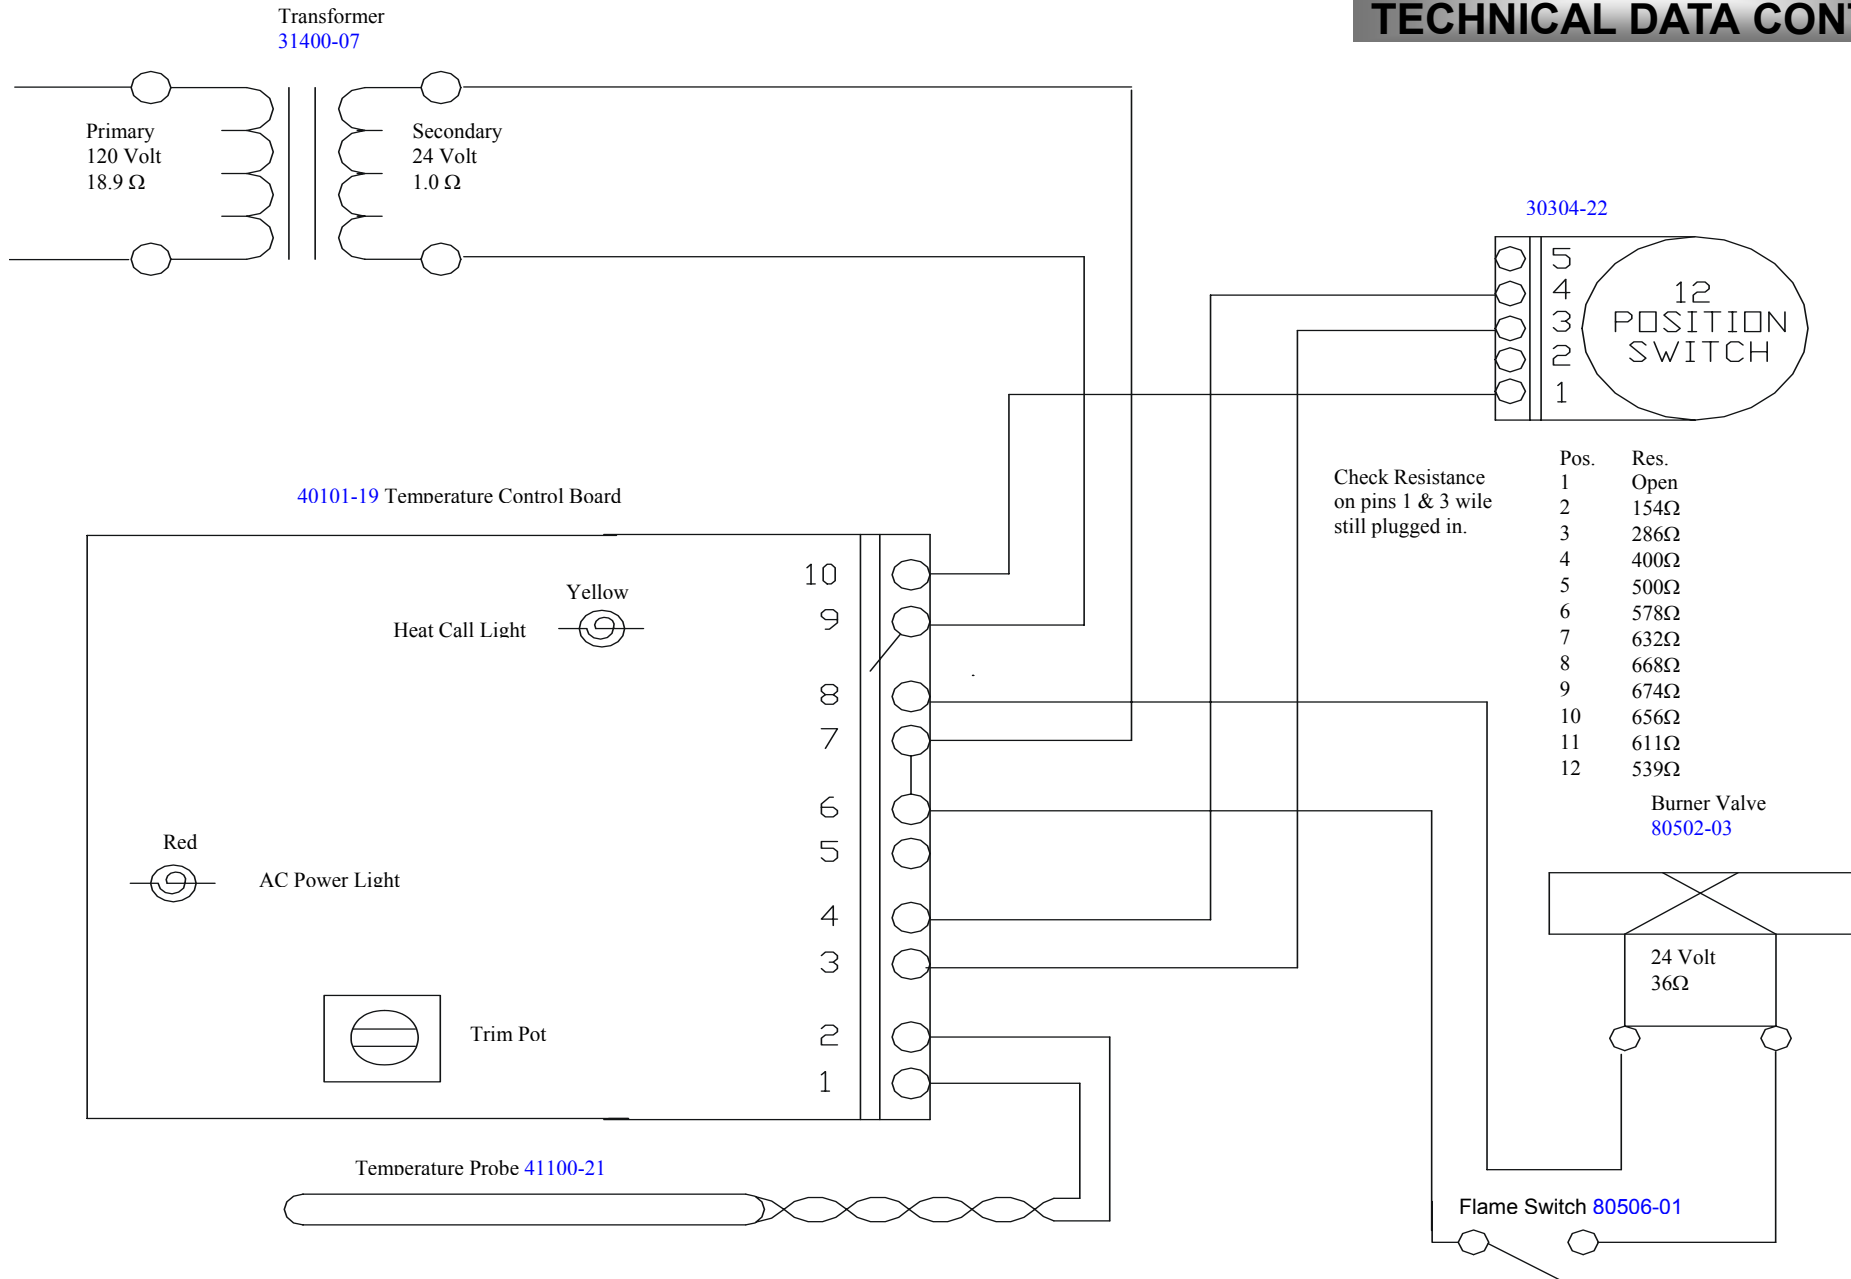 TECHNICAL DATA CON
Transformer
31400-07
Primary
120 Volt
18.9 Ω
Secondary
24 Volt
1.0 Ω
30304-22
5
4
3
2
1
12
POSITION
SWITCH
Check Resistance
on pins 1 & 3 wile
still plugged in.
Pos. Res.
1 Open
2 154Ω
3 286Ω
4 400Ω
5 500Ω
6 578Ω
7 632Ω
8 668Ω
9 674Ω
10 656Ω
11 611Ω
12 539Ω
40101-19 Temperature Control Board
Yellow
Heat Call Light
10
9
8
7
6
5
4
3
2
1
Red
AC Power Light
Trim Pot
Burner Valve
80502-03
24 Volt
36Ω
Temperature Probe 41100-21
Flame Switch 80506-01